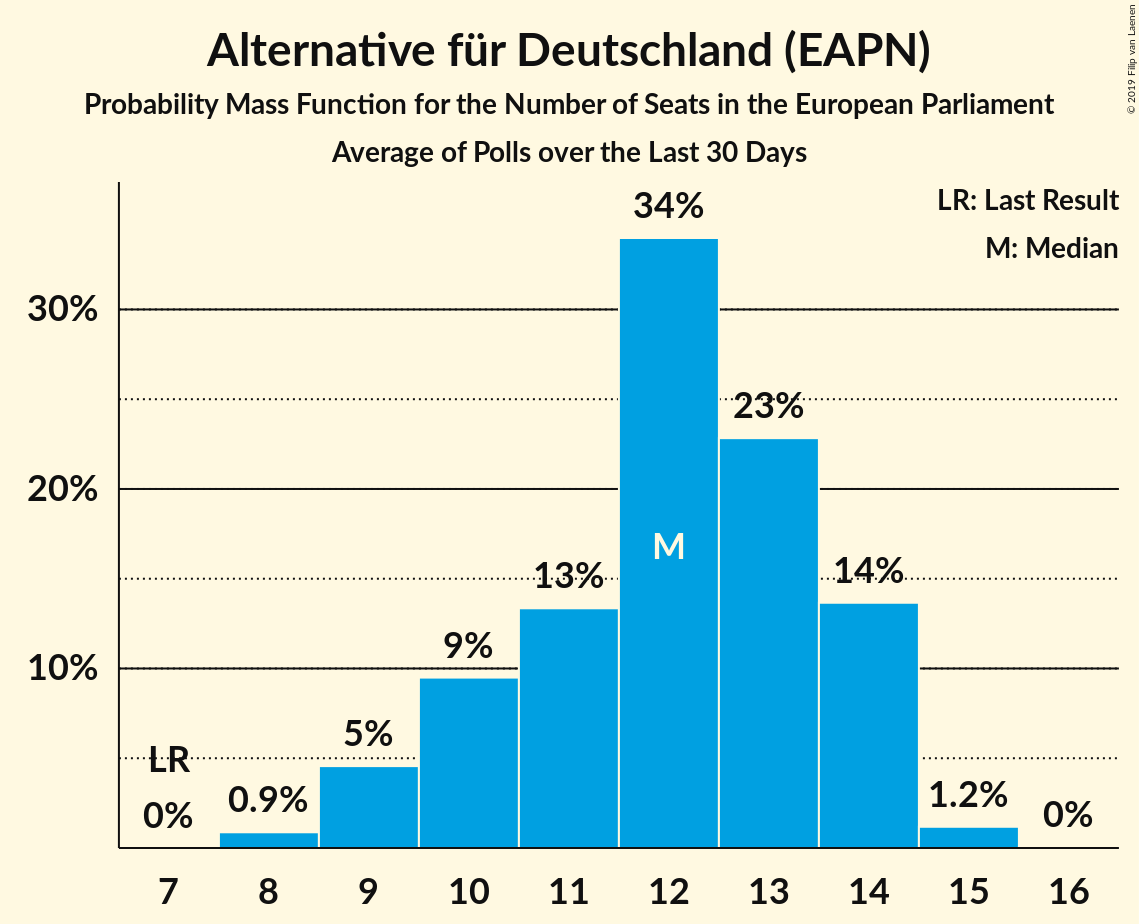 Alternative für Deutschland (EAPN)
Probability Mass Function for the Number of Seats in the European Parliament
Average of Polls over the Last 30 Days
© 2019 Filip van Laenen
LR: Last Result
M: Median
34%
30%
23%
20%
M
14%
13%
9%
10%
5%
LR
0.9%
1.2%
0%
0%
7 8 9 10 11 12 13 14 15 16